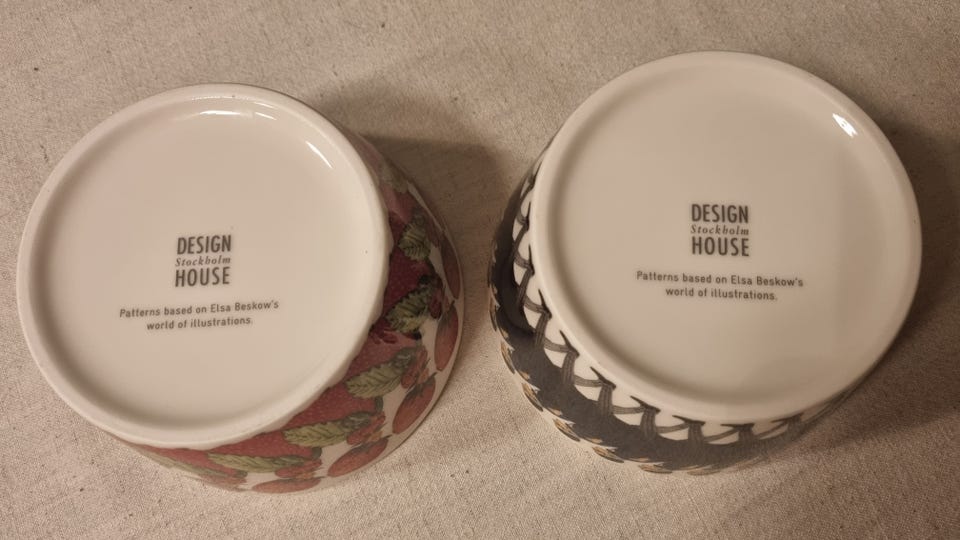 DESIGN
Stockholm
HOUSE
Patterns based on Elsa Beskow's
world of illustrations.
DESIGN
Stockholm
HOUSE
Patterns based on Elsa Beskow's
world of illustrations.